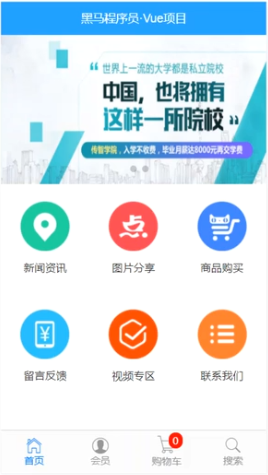 黑马程序员·Vue项目
世界上一流的大学都是私立院校
中国，也将拥有
这样一所院校
传智学院，入学不收费，毕业月薪达8000元再交学费
点
新闻资讯
图片分享
商品购买
¥
留言反馈
视频专区
联系我们
0
首页
会员
购物车
搜索